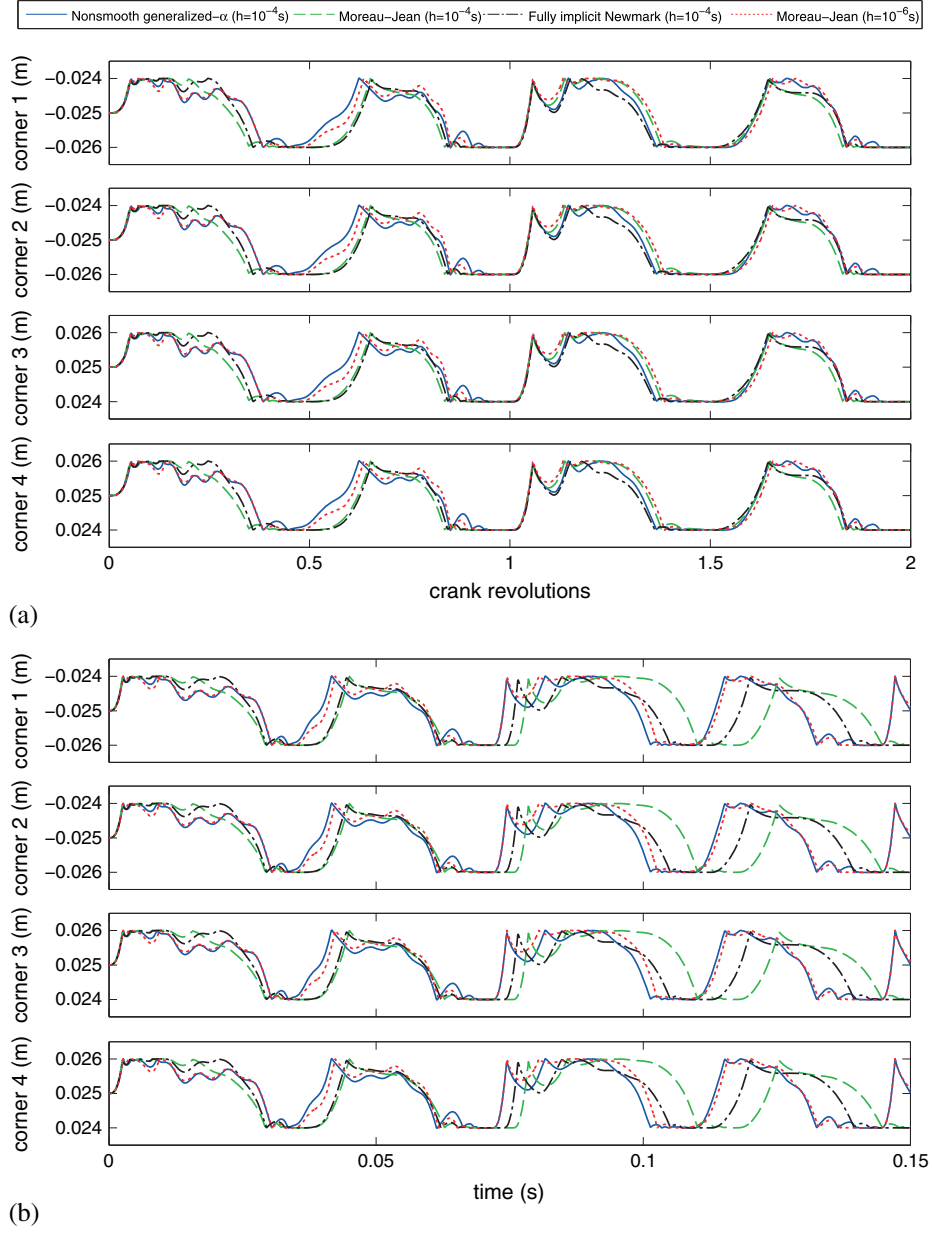 Nonsmooth generalized−α (h=10⁻⁴s) Moreau−Jean (h=10⁻⁴s) Fully implicit Newmark (h=10⁻⁴s) Moreau−Jean (h=10⁻⁶s)
−0.024
−0.025
−0.026
corner 1 (m)
−0.024
−0.025
−0.026
corner 2 (m)
0.026
0.025
0.024
corner 3 (m)
0.026
0.025
0.024
corner 4 (m)
0 0.5 1 1.5 2
crank revolutions
(a)
−0.024
−0.025
−0.026
corner 1 (m)
−0.024
−0.025
−0.026
corner 2 (m)
0.026
0.025
0.024
corner 3 (m)
0.026
0.025
0.024
corner 4 (m)
0 0.05 0.1 0.15
time (s)
(b)